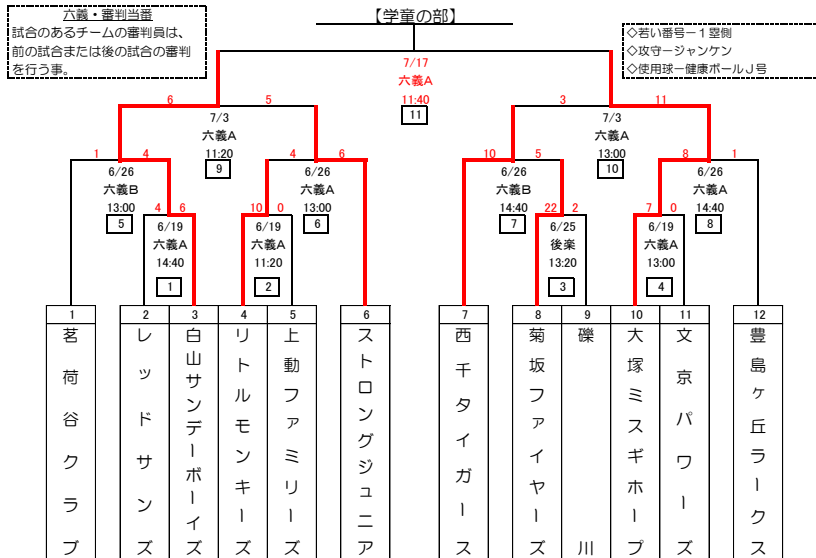 【学童の部】
六義・審判当番
試合のあるチームの審判員は、
前の試合または後の試合の審判
を行う事。
◇若い番号－1塁側
◇攻守－ジャンケン
◇使用球－健康ボールJ号
7/17
六義A
11:40
11
6
5
7/3
六義A
11:20
9
3
11
7/3
六義A
13:00
10
1
4
6/26
六義B
13:00
5
4
6
6/26
六義A
13:00
6
10
5
6/26
六義B
14:40
7
8
1
6/26
六義A
14:40
8
4
6
6/19
六義A
14:40
1
10
0
6/19
六義A
11:20
2
22
2
6/25
後楽
13:20
3
7
0
6/19
六義A
13:00
4
1
茗荷谷クラブ
2
レッドサンズ
3
白山サンデーボーイズ
4
リトルモンキーズ
5
上動ファミリーズ
6
ストロングジュニア
7
西千タイガース
8
菊坂ファイヤーズ
9
礫川
10
大塚ミスギホープ
11
文京パワーズ
12
豊島ヶ丘ラークス